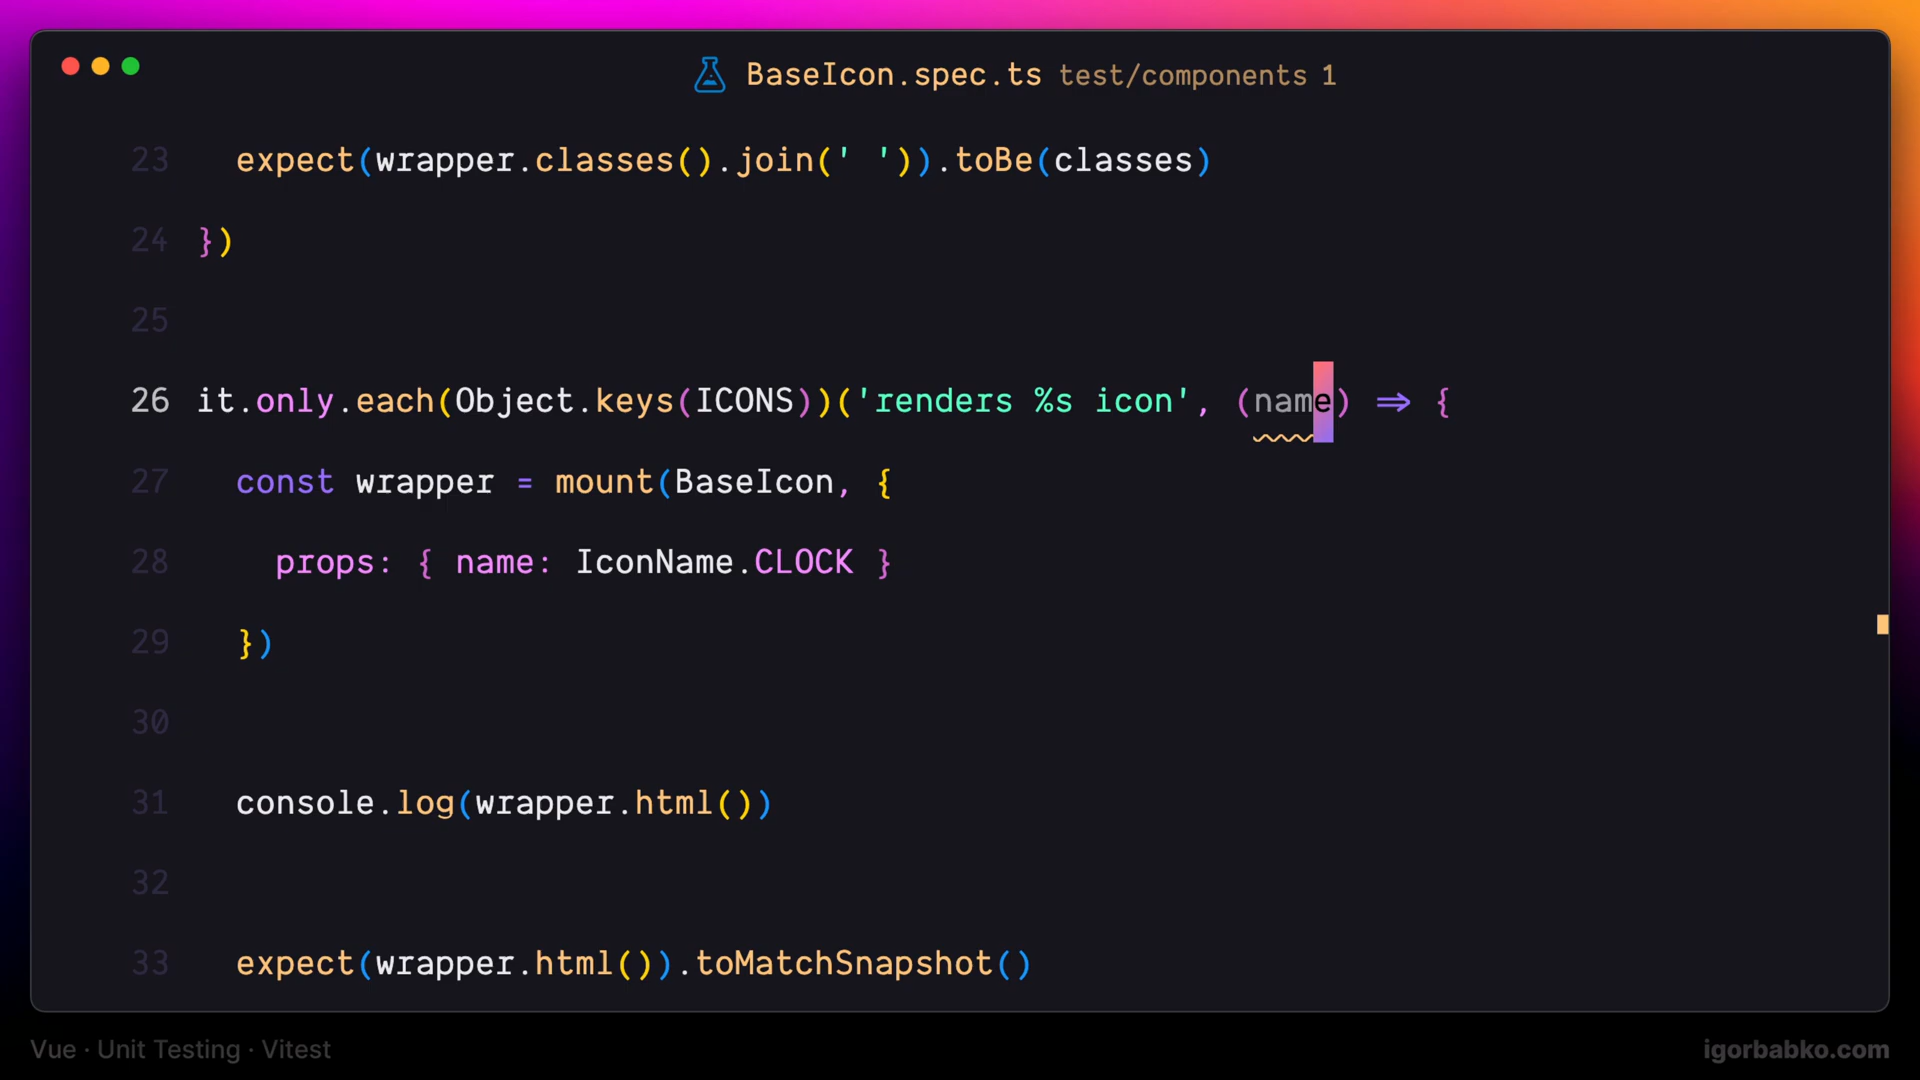 BaseIcon.spec.ts test/components 1
23 expect(wrapper.classes().join(' ')).toBe(classes)
24 })
25
26 it.only.each(Object.keys(ICONS))('renders %s icon', (name) => {
27 const wrapper = mount(BaseIcon, {
28 props: { name: IconName.CLOCK }
29 })
30
31 console.log(wrapper.html())
32
33 expect(wrapper.html()).toMatchSnapshot()
Vue · Unit Testing · Vitest
igorbabko.com